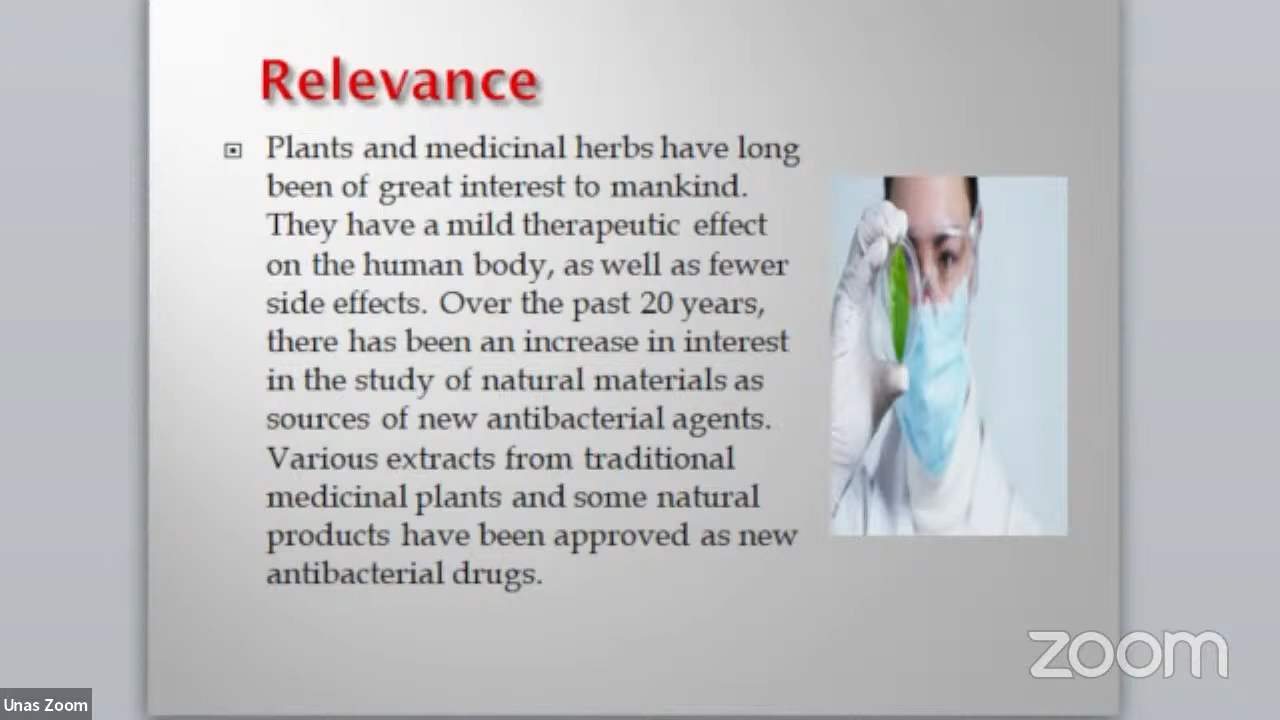 Relevance
Plants and medicinal herbs have long
been of great interest to mankind.
They have a mild therapeutic effect
on the human body, as well as fewer
side effects. Over the past 20 years,
there has been an increase in interest
in the study of natural materials as
sources of new antibacterial agents.
Various extracts from traditional
medicinal plants and some natural
products have been approved as new
antibacterial drugs.
zoom
Unas Zoom